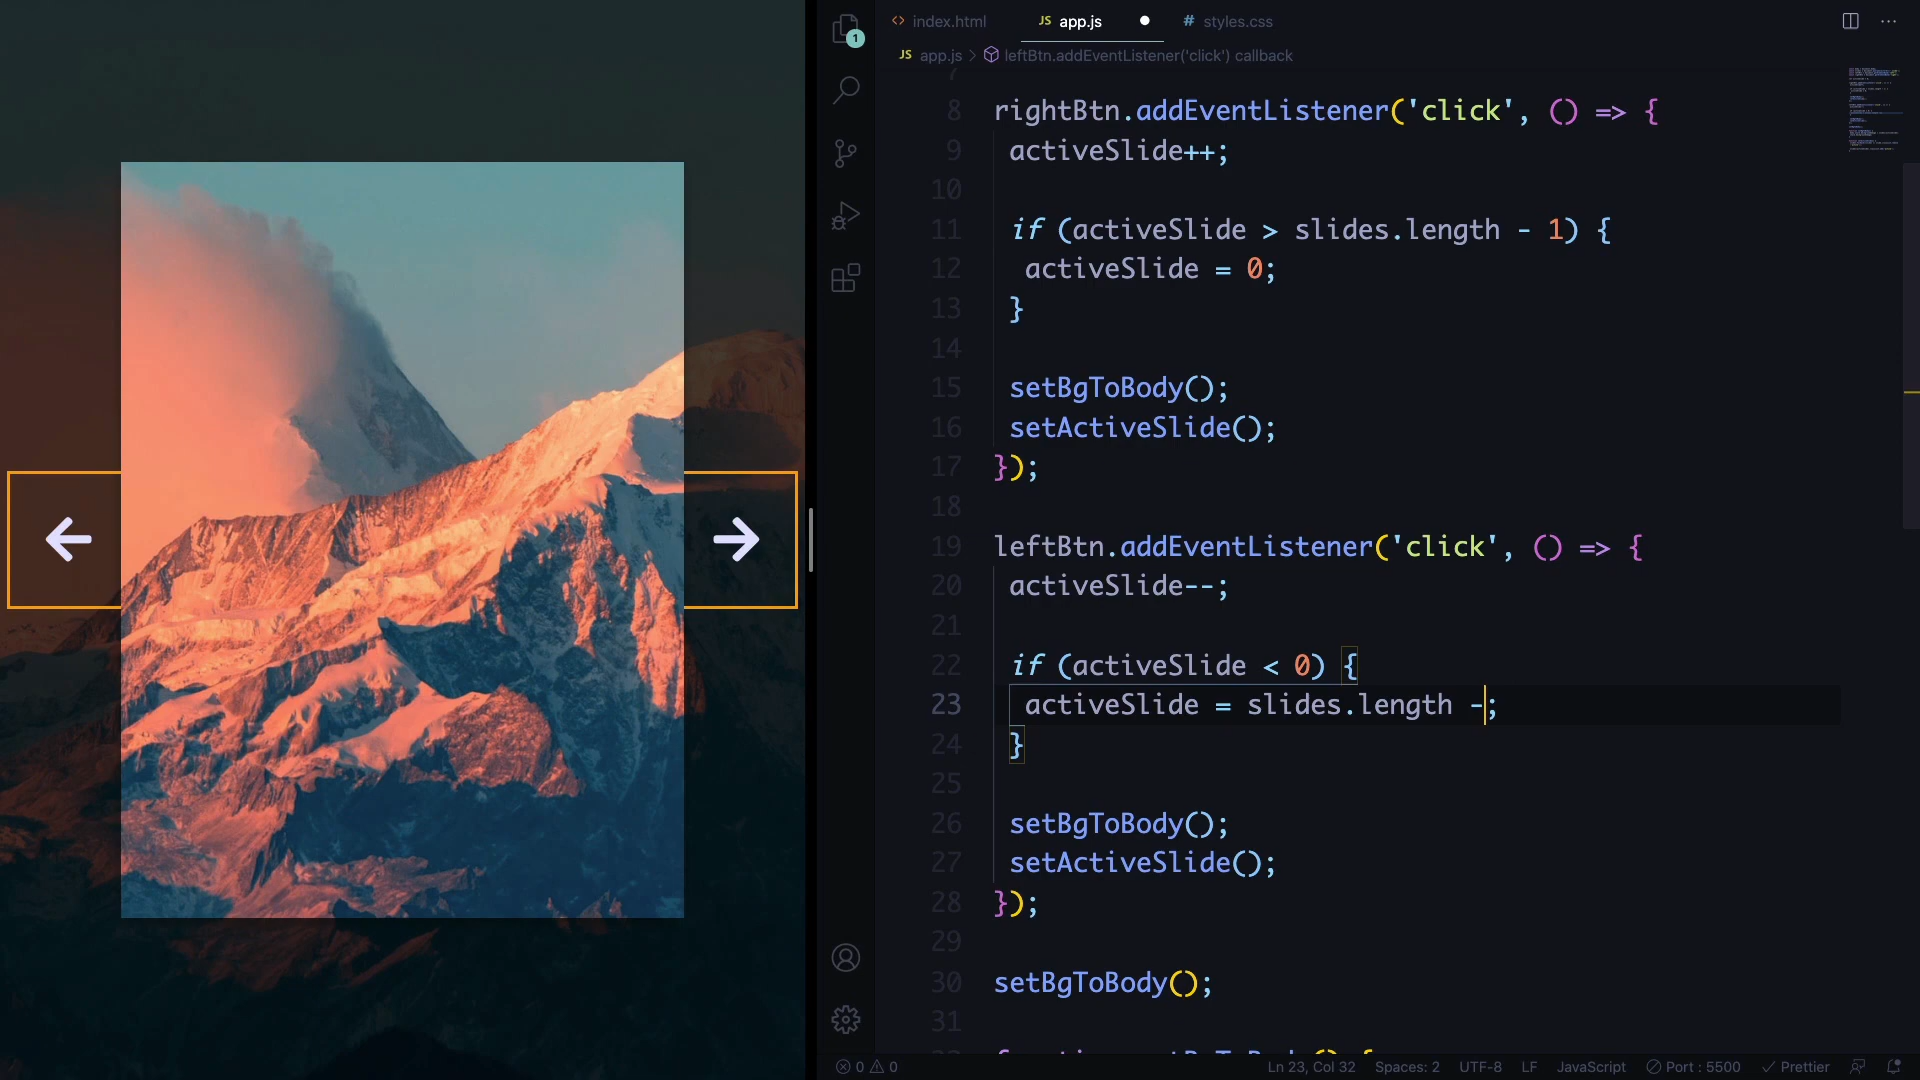 index.html
JS app.js
# styles.css
JS app.js > leftBtn.addEventListener('click') callback
1
7
8 rightBtn.addEventListener('click', () => {
9 activeSlide++;
10
11 if (activeSlide > slides.length - 1) {
12 activeSlide = 0;
13 }
14
15 setBgToBody();
16 setActiveSlide();
17 });
18
19 leftBtn.addEventListener('click', () => {
20 activeSlide--;
21
22 if (activeSlide < 0) {
23 activeSlide = slides.length -;
24 }
25
26 setBgToBody();
27 setActiveSlide();
28 });
29
30 setBgToBody();
31
0 0 Ln 23, Col 32 Spaces: 2 UTF-8 LF JavaScript Port : 5500 Prettier